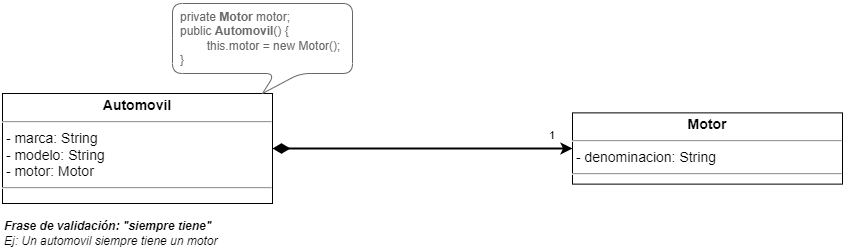 private Motor motor;
public Automovil() {
this.motor = new Motor();
}
Automovil
- marca: String
- modelo: String
- motor: Motor
1
Motor
- denominacion: String
Frase de validación: "siempre tiene"
Ej: Un automovil siempre tiene un motor